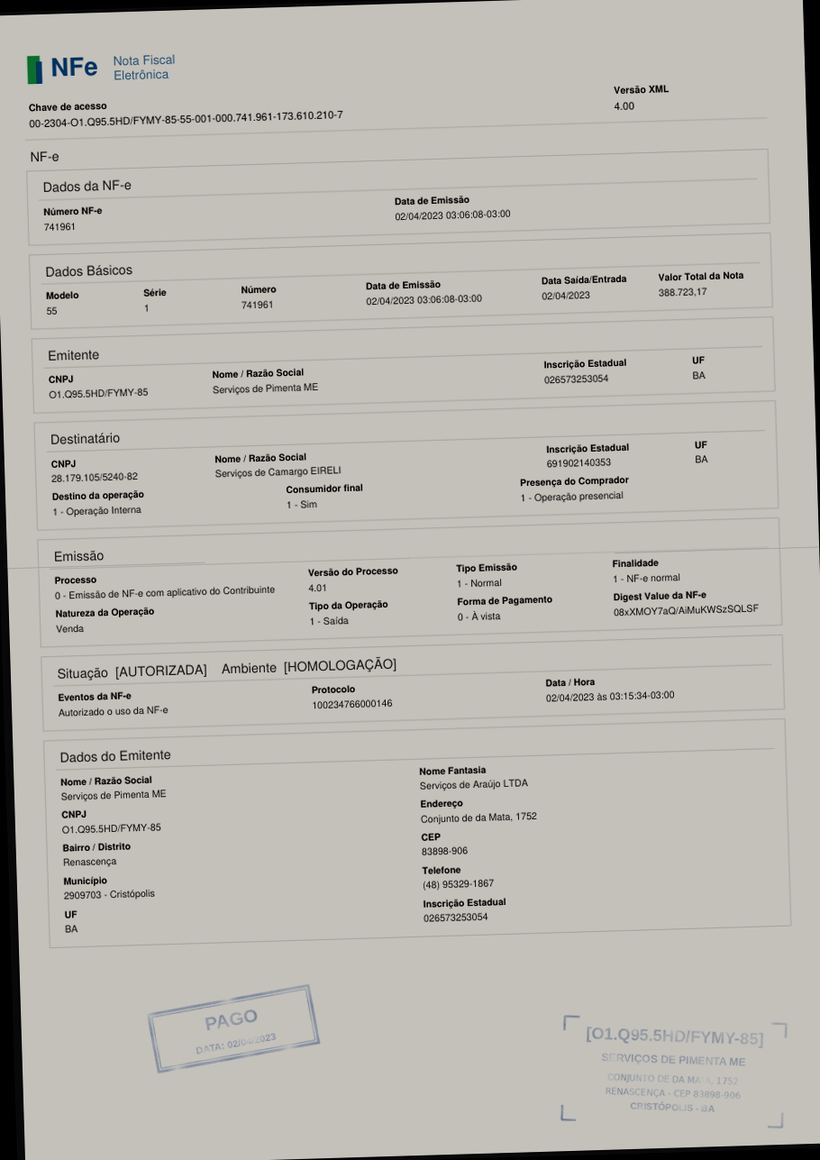 NFe Nota Fiscal
Eletrônica
Chave de acesso Versão XML
00-2304-O1.Q95.5HD/FYMY-85-55-001-000.741.961-173.610.210-7 4.00
NF-e
Dados da NF-e
Número NF-e Data de Emissão
741961 02/04/2023 03:06:08-03:00
Dados Básicos
Modelo Série Número Data de Emissão Data Saída/Entrada Valor Total da Nota
55 1 741961 02/04/2023 03:06:08-03:00 02/04/2023 388.723,17
Emitente
CNPJ Nome / Razão Social Inscrição Estadual UF
O1.Q95.5HD/FYMY-85 Serviços de Pimenta ME 026573253054 BA
Destinatário
CNPJ Nome / Razão Social Inscrição Estadual UF
28.179.105/5240-82 Serviços de Camargo EIRELI 691902140353 BA
Destino da operação Consumidor final Presença do Comprador
1 - Operação Interna 1 - Sim 1 - Operação presencial
Emissão
Processo Versão do Processo Tipo Emissão Finalidade
0 - Emissão de NF-e com aplicativo do Contribuinte 4.01 1 - Normal 1 - NF-e normal
Natureza da Operação Tipo da Operação Forma de Pagamento Digest Value da NF-e
Venda 1 - Saída 0 - À vista 08xXMOY7aQ/AiMuKWSzSQLSF
Situação [AUTORIZADA] Ambiente [HOMOLOGAÇÃO]
Eventos da NF-e Protocolo Data / Hora
Autorizado o uso da NF-e 100234766000146 02/04/2023 às 03:15:34-03:00
Dados do Emitente
Nome / Razão Social Nome Fantasia
Serviços de Pimenta ME Serviços de Araújo LTDA
CNPJ Endereço
O1.Q95.5HD/FYMY-85 Conjunto de da Mata, 1752
Bairro / Distrito CEP
Renascença 83898-906
Município Telefone
2909703 - Cristópolis (48) 95329-1867
UF Inscrição Estadual
BA 026573253054
PAGO
DATA: 02/04/2023
[O1.Q95.5HD/FYMY-85]
SERVIÇOS DE PIMENTA ME
CONJUNTO DE DA MATA, 1752
RENASCENÇA - CEP 83898-906
CRISTÓPOLIS - BA